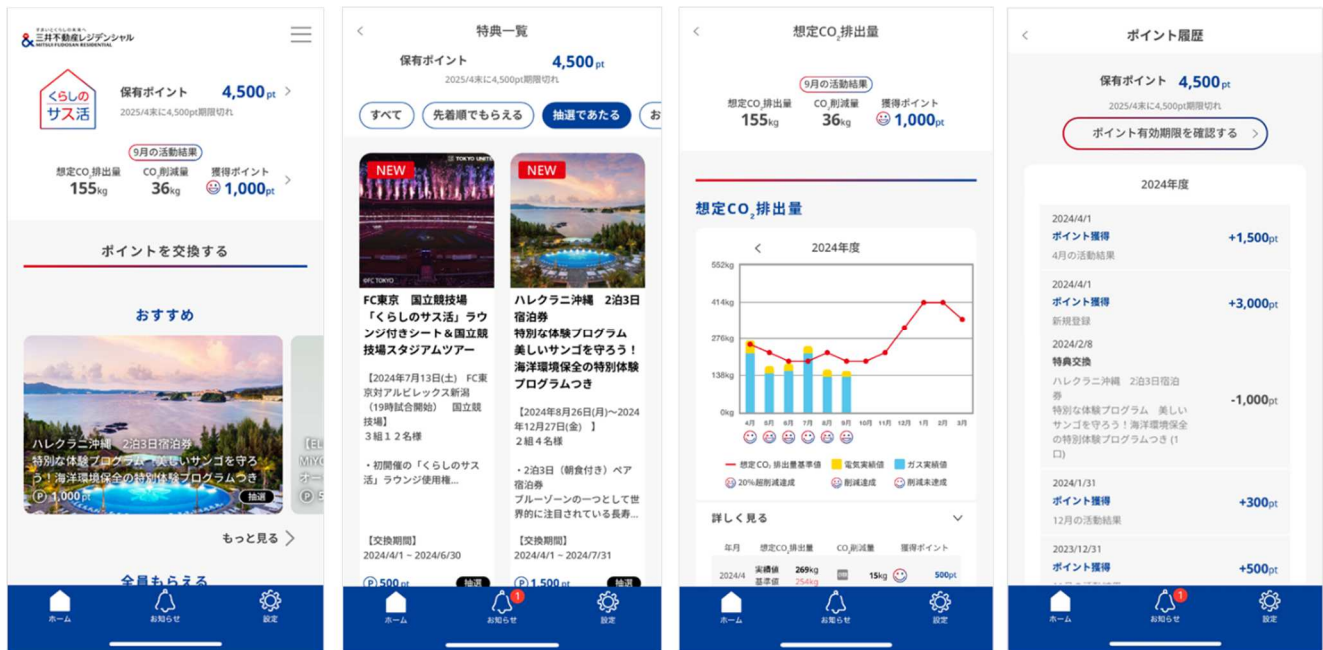 すまいとくらしの未来へ
三井不動産レジデンシャル
MITSUI FUDOSAN RESIDENTIAL
くらしの
サス活
保有ポイント 4,500pt
2025/4末に4,500pt期限切れ
9月の活動結果
想定CO2排出量 CO2削減量 獲得ポイント
155kg 36kg 1,000pt
ポイントを交換する
おすすめ
ハレクラニ沖縄 2泊3日宿泊券
特別な体験プログラム 美しいサンゴを守ろ
う!海洋環境保全の特別体験プログラムつき
P 1,000pt 抽選
もっと見る
全員もらえる
ホーム お知らせ 設定
特典一覧
保有ポイント 4,500pt
2025/4末に4,500pt期限切れ
すべて 先着順でもらえる 抽選であたる お
NEW
TOKYO UNITE
©FC TOKYO
FC東京 国立競技場
「くらしのサス活」ラウ
ンジ付きシート&国立競
技場スタジアムツアー
【2024年7月13日(土) FC東
京対アルビレックス新潟
(19時試合開始) 国立競
技場】
3組12名様
・初開催の「くらしのサス
活」ラウンジ使用権...
【交換期間】
2024/4/1 ~ 2024/6/30
P 500pt 抽選
NEW
ハレクラニ沖縄 2泊3日
宿泊券
特別な体験プログラム
美しいサンゴを守ろう!
海洋環境保全の特別体験
プログラムつき
【2024年8月26日(月)~2024
年12月27日(金) 】
2組4名様
・2泊3日(朝食付き)ペア
宿泊券
ブルーゾーンの一つとして世
界的に注目されている長寿...
【交換期間】
2024/4/1 ~ 2024/7/31
P 1,500pt 抽選
ホーム お知らせ 1 設定
想定CO2排出量
9月の活動結果
想定CO2排出量 CO2削減量 獲得ポイント
155kg 36kg 1,000pt
想定CO2排出量
2024年度
552kg
414kg
276kg
138kg
0kg
4月 5月 6月 7月 8月 9月 10月 11月 12月 1月 2月 3月
想定CO2排出量基準値 電気実績値 ガス実績値
20%超削減達成 削減達成 削減未達成
詳しく見る
年月 想定CO2排出量 CO2削減量 獲得ポイント
2024/4 実績値 269kg 15kg 500pt
基準値 254kg
ホーム お知らせ 設定
ポイント履歴
保有ポイント 4,500pt
2025/4末に4,500pt期限切れ
ポイント有効期限を確認する
2024年度
2024/4/1
ポイント獲得 +1,500pt
4月の活動結果
2024/4/1
ポイント獲得 +3,000pt
新規登録
2024/2/8
特典交換
ハレクラニ沖縄 2泊3日宿泊
券
特別な体験プログラム 美しい
サンゴを守ろう!海洋環境保全
の特別体験プログラムつき (1
口)
-1,000pt
2024/1/31
ポイント獲得 +300pt
12月の活動結果
2023/12/31
ポイント獲得 +500pt
ホーム お知らせ 1 設定